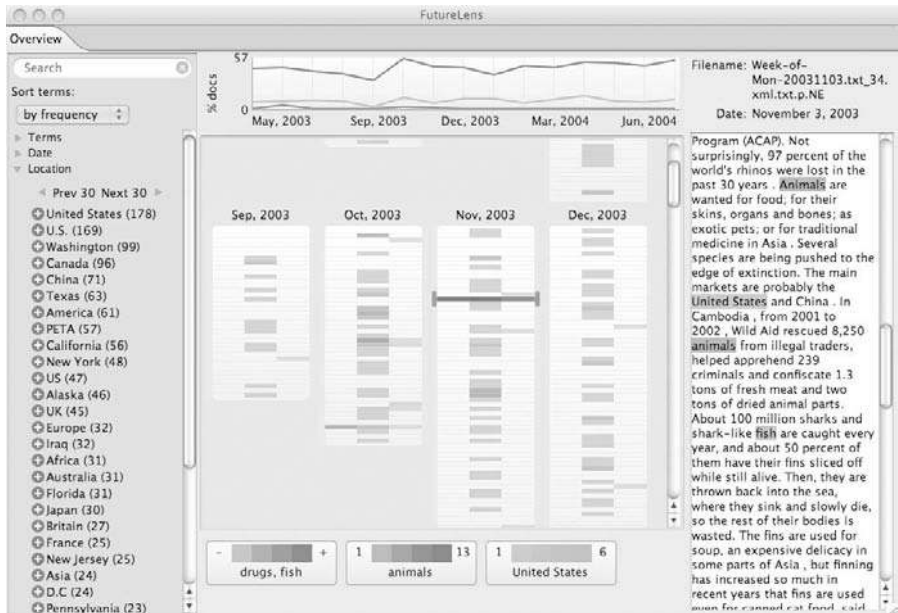 FutureLens
Overview
Search
Sort terms:
by frequency
Terms
Date
Location
Prev 30 Next 30
United States (178)
U.S. (169)
Washington (99)
Canada (96)
China (71)
Texas (63)
America (61)
PETA (57)
California (56)
New York (48)
US (47)
Alaska (46)
UK (45)
Europe (32)
Iraq (32)
Africa (31)
Australia (31)
Florida (31)
Japan (30)
Britain (27)
France (25)
New Jersey (25)
Asia (24)
D.C (24)
Pennsylvania (23)
% docs
57
0
May, 2003 Sep, 2003 Dec, 2003 Mar, 2004 Jun, 2004
Sep, 2003 Oct, 2003 Nov, 2003 Dec, 2003
- +
drugs, fish
1 13
animals
1 6
United States
Filename: Week-of-
Mon-20031103.txt_34.
xml.txt.p.NE
Date: November 3, 2003
Program (ACAP). Not
surprisingly, 97 percent of the
world's rhinos were lost in the
past 30 years . Animals are
wanted for food; for their
skins, organs and bones; as
exotic pets; or for traditional
medicine in Asia . Several
species are being pushed to the
edge of extinction. The main
markets are probably the
United States and China . In
Cambodia , from 2001 to
2002 , Wild Aid rescued 8,250
animals from illegal traders,
helped apprehend 239
criminals and confiscate 1.3
tons of fresh meat and two
tons of dried animal parts.
About 100 million sharks and
shark-like fish are caught every
year, and about 50 percent of
them have their fins sliced off
while still alive. Then, they are
thrown back into the sea,
where they sink and slowly die,
so the rest of their bodies is
wasted. The fins are used for
soup, an expensive delicacy in
some parts of Asia , but finning
has increased so much in
recent years that fins are used
even for canned cat food, said